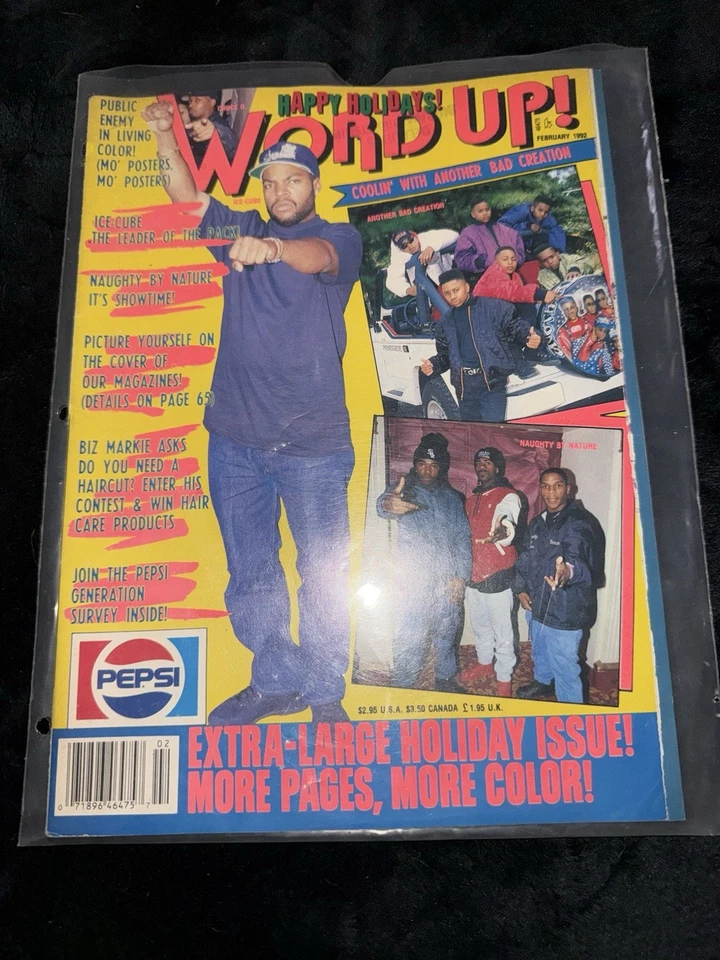 HAPPY HOLIDAYS!
WORD UP!
FEBRUARY 1992
CHUCK D.
PUBLIC
ENEMY
IN LIVING
COLOR!
(MO' POSTERS,
MO' POSTERS)
ICE CUBE
ICE-CUBE
THE LEADER OF THE PACK!
NAUGHTY BY NATURE
IT'S SHOWTIME!
PICTURE YOURSELF ON
THE COVER OF
OUR MAGAZINES!
(DETAILS ON PAGE 65)
BIZ MARKIE ASKS
DO YOU NEED A
HAIRCUT? ENTER HIS
CONTEST & WIN HAIR
CARE PRODUCTS
JOIN THE PEPSI
GENERATION
SURVEY INSIDE!
PEPSI
COOLIN' WITH ANOTHER BAD CREATION
ANOTHER BAD CREATION
NAUGHTY BY NATURE
$2.95 U.S.A. $3.50 CANADA £1.95 U.K.
EXTRA-LARGE HOLIDAY ISSUE!
MORE PAGES, MORE COLOR!
02
0 71896 46475 7